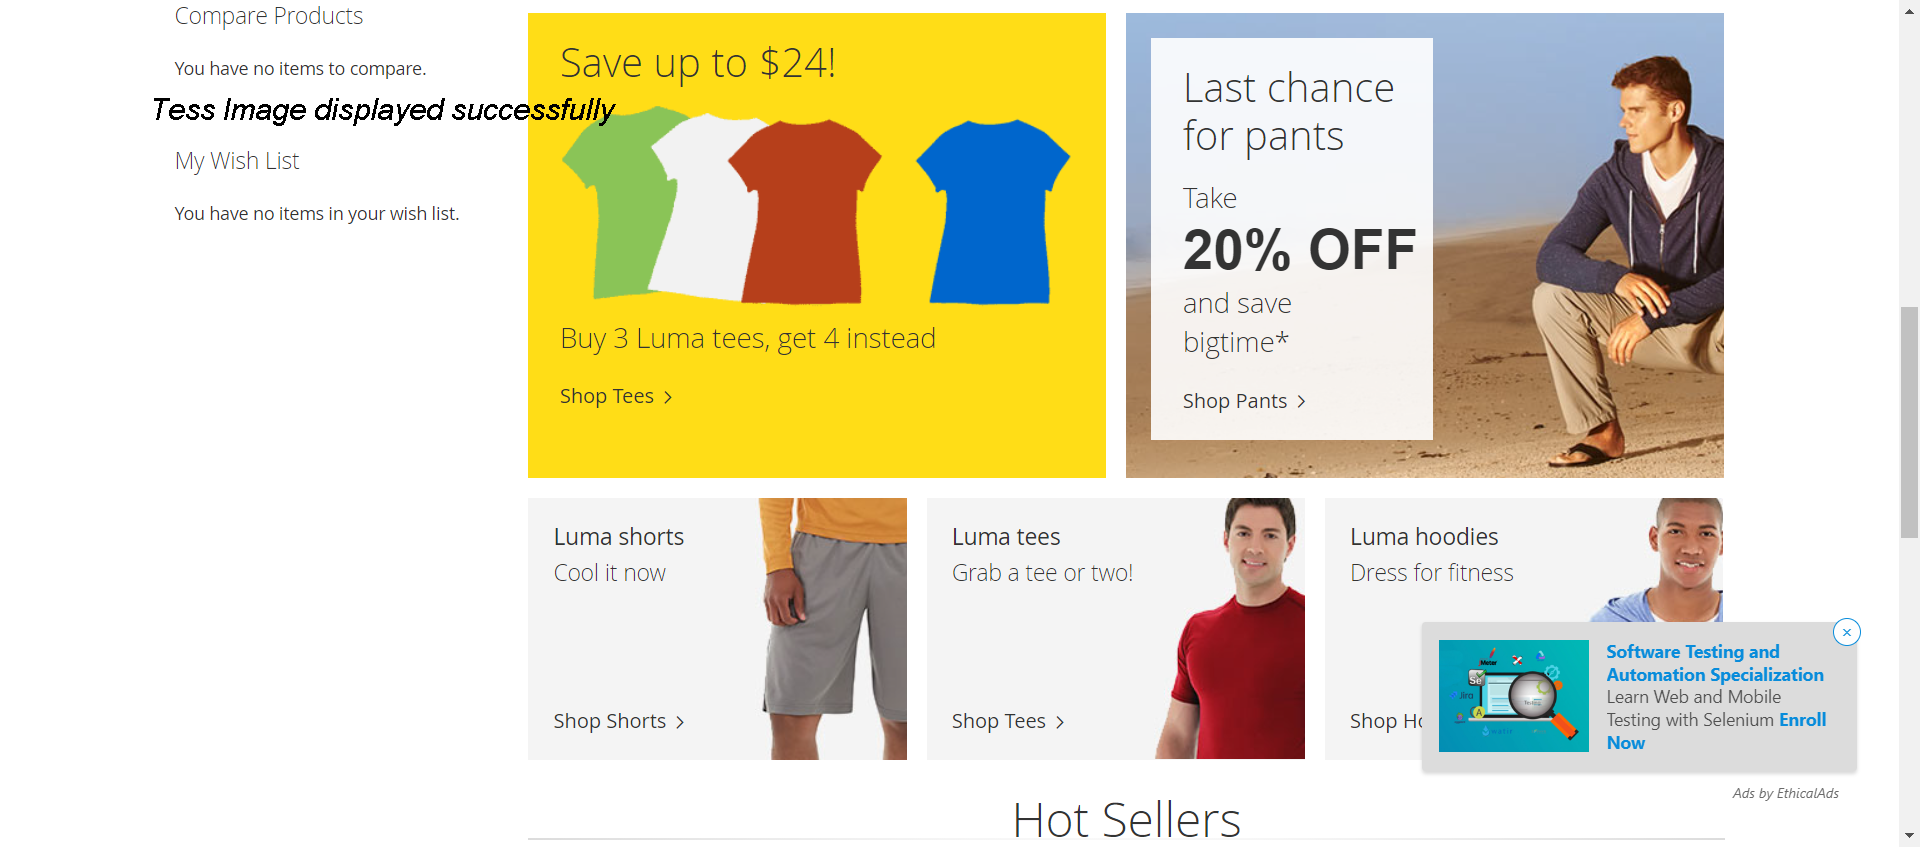 Compare Products
You have no items to compare.
Tess Image displayed successfully
My Wish List
You have no items in your wish list.
Save up to $24!
Buy 3 Luma tees, get 4 instead
Shop Tees
Last chance
for pants
Take
20% OFF
and save
bigtime*
Shop Pants
Luma shorts
Cool it now
Shop Shorts
Luma tees
Grab a tee or two!
Shop Tees
Luma hoodies
Dress for fitness
Shop Ho
Meter
Se
Jira
A
Software Testing and
Automation Specialization
Learn Web and Mobile
Testing with Selenium Enroll
Now
Ads by EthicalAds
Hot Sellers